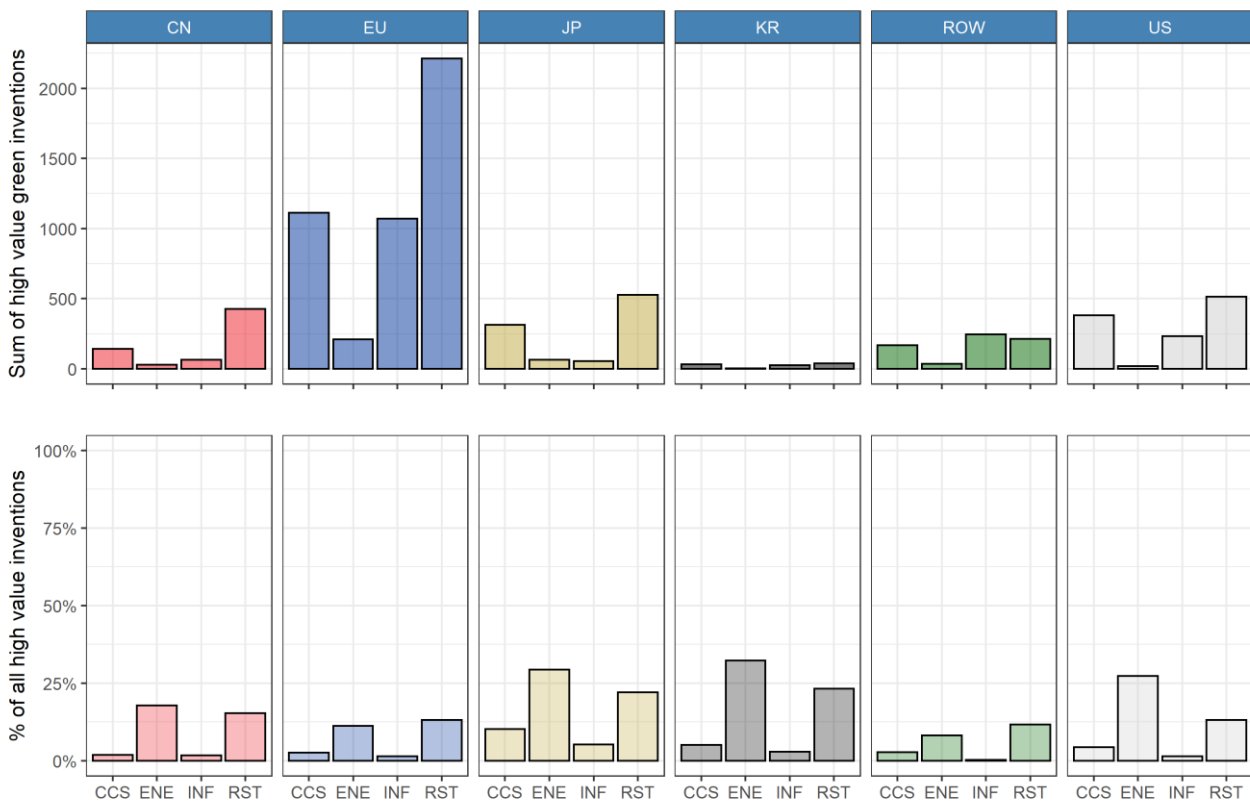 CN EU JP KR ROW US
Sum of high value green inventions
2000
1500
1000
500
0
% of all high value inventions
100%
75%
50%
25%
0%
CCS ENE INF RST CCS ENE INF RST CCS ENE INF RST CCS ENE INF RST CCS ENE INF RST CCS ENE INF RST